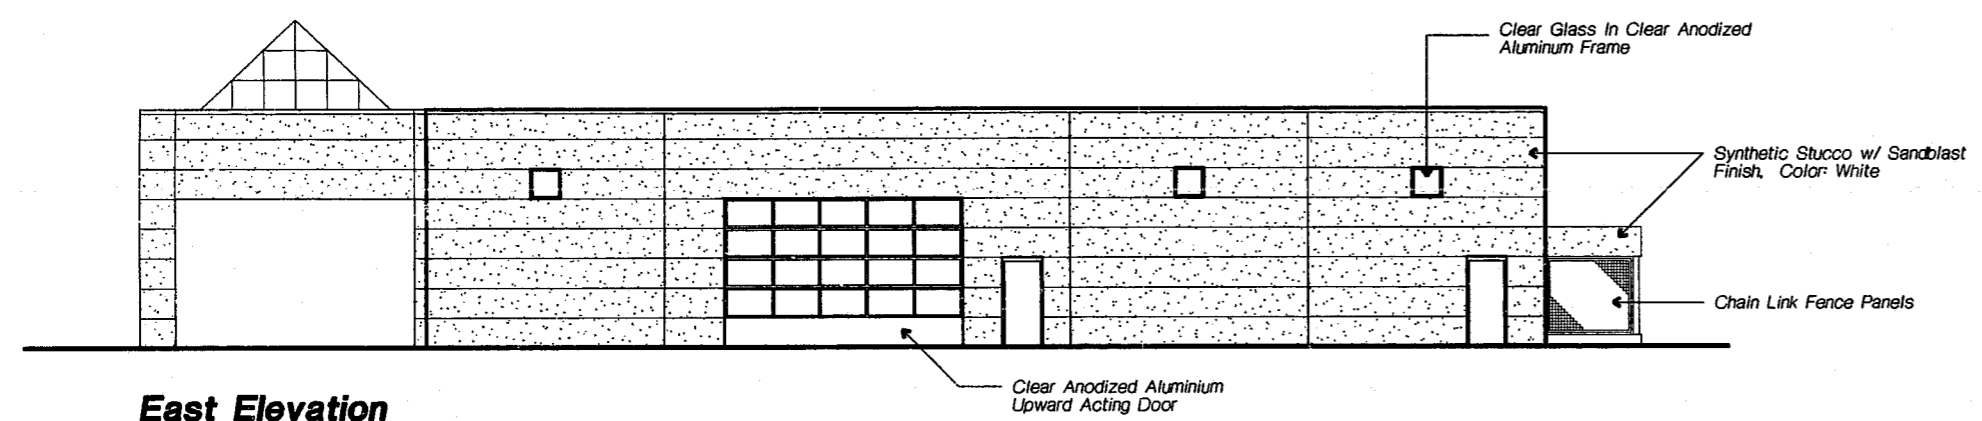 Clear Glass In Clear Anodized
Aluminum Frame
Synthetic Stucco w/ Sandblast
Finish, Color: White
Chain Link Fence Panels
Clear Anodized Aluminium
Upward Acting Door
East Elevation